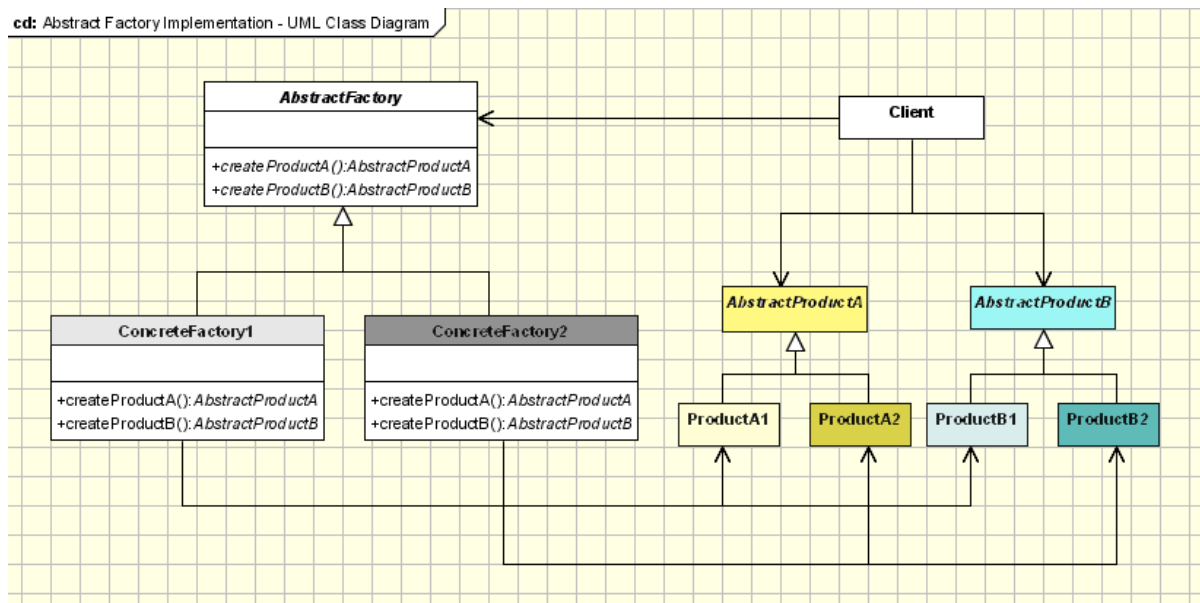 cd: Abstract Factory Implementation - UML Class Diagram
AbstractFactory
+createProductA():AbstractProductA
+createProductB():AbstractProductB
Client
AbstractProductA
AbstractProductB
ConcreteFactory1
+createProductA():AbstractProductA
+createProductB():AbstractProductB
ConcreteFactory2
+createProductA():AbstractProductA
+createProductB():AbstractProductB
ProductA1
ProductA2
ProductB1
ProductB2